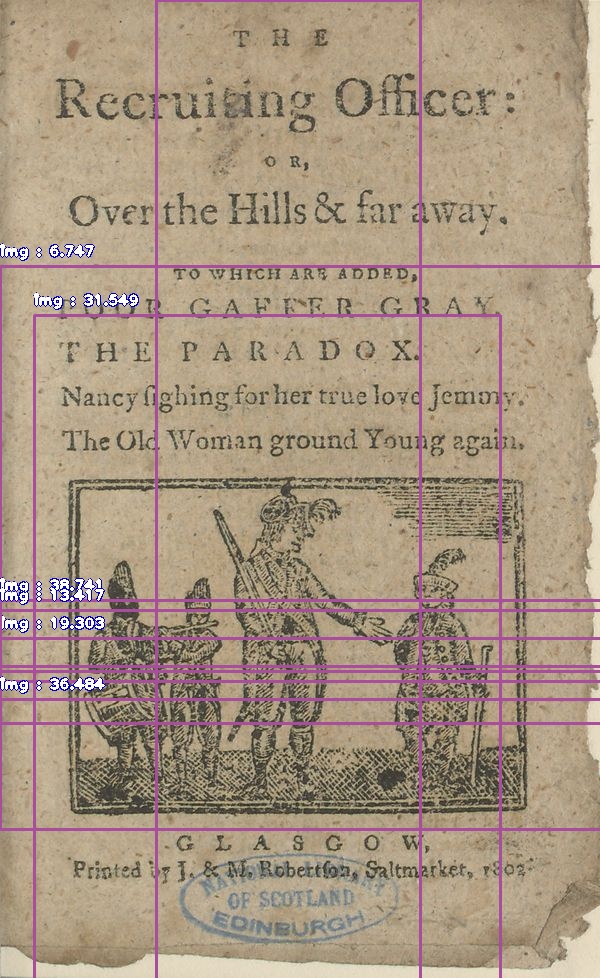 THE
Recruiting Officer:
OR,
Over the Hills & far away.
Img : 6.747
TO WHICH ARE ADDED,
Img : 31.549
POOR GAFFER GRAY.
THE PARADOX.
Nancy ſighing for her true love Jemmy.
The Old Woman ground Young again.
Img : 38.741
Img : 13.417
Img : 19.303
Img : 36.484
GLASGOW,
Printed by J. & M. Robertſon, Saltmarket, 1802
NATIONAL LIBRARY
OF SCOTLAND
EDINBURGH